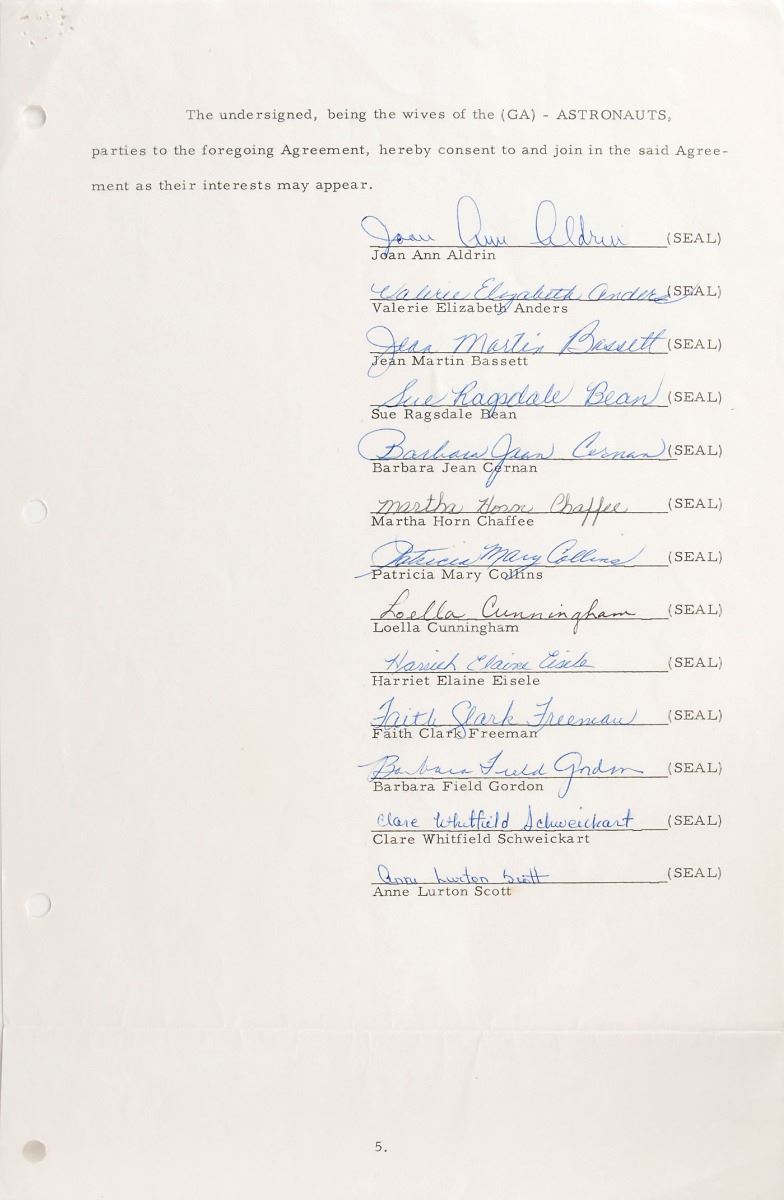 The undersigned, being the wives of the (GA) - ASTRONAUTS,
parties to the foregoing Agreement, hereby consent to and join in the said Agree-
ment as their interests may appear.
Joan Ann Aldrin (SEAL)
Joan Ann Aldrin
Valerie Elizabeth Anders (SEAL)
Valerie Elizabeth Anders
Jean Martin Bassett (SEAL)
Jean Martin Bassett
Sue Ragsdale Bean (SEAL)
Sue Ragsdale Bean
Barbara Jean Cernan (SEAL)
Barbara Jean Cernan
Martha Horn Chaffee (SEAL)
Martha Horn Chaffee
Patricia Mary Collins (SEAL)
Patricia Mary Collins
Loella Cunningham (SEAL)
Loella Cunningham
Harriet Elaine Eisele (SEAL)
Harriet Elaine Eisele
Faith Clark Freeman (SEAL)
Faith Clark Freeman
Barbara Field Gordon (SEAL)
Barbara Field Gordon
Clare Whitfield Schweickart (SEAL)
Clare Whitfield Schweickart
Anne Lurton Scott (SEAL)
Anne Lurton Scott
5.